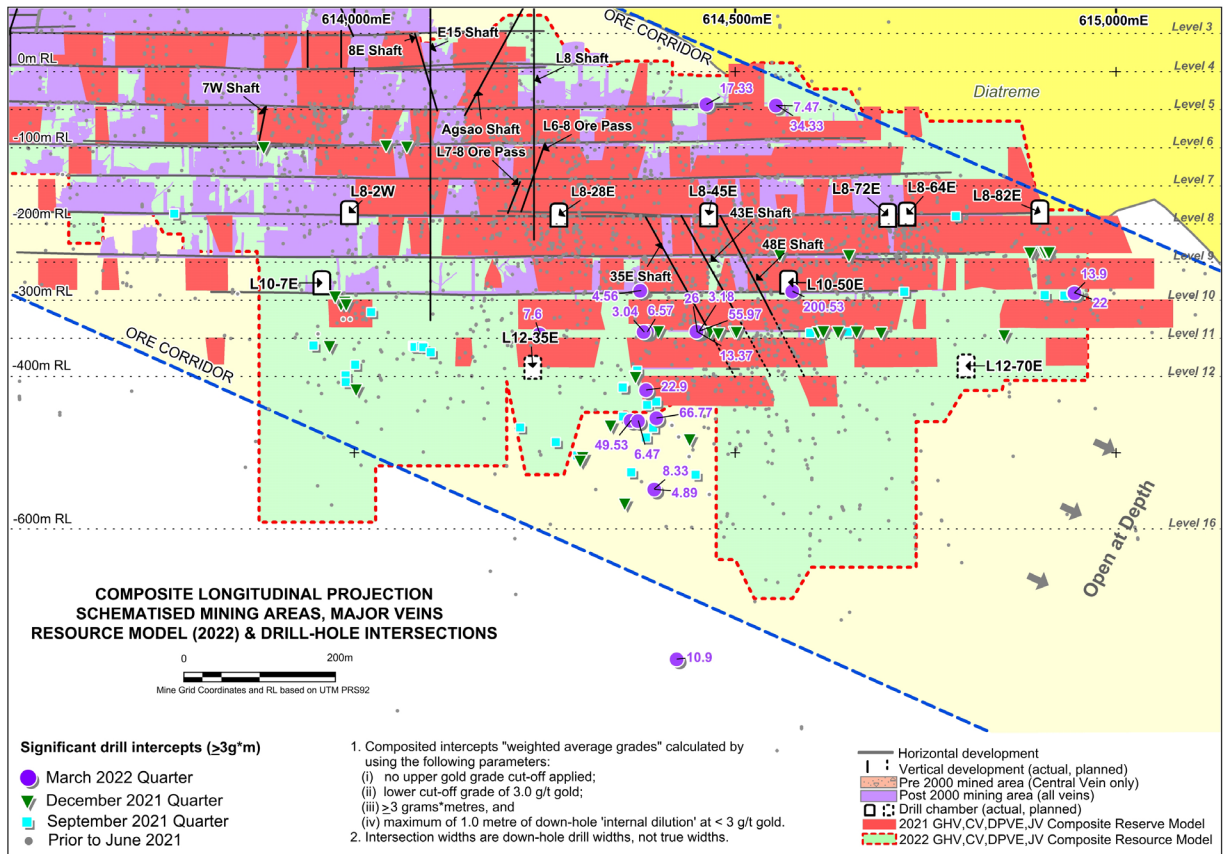 614,000mE
614,500mE
615,000mE
E15 Shaft
8E Shaft
ORE CORRIDOR
Level 3
0m RL
L8 Shaft
Level 4
7W Shaft
17.33
Diatreme
7.47
Level 5
34.33
Agsao Shaft
L6-8 Ore Pass
-100m RL
Level 6
L7-8 Ore Pass
Level 7
L8-2W
L8-28E
L8-45E
L8-72E
L8-64E
L8-82E
-200m RL
43E Shaft
Level 8
48E Shaft
35E Shaft
Level 9
L10-7E
L10-50E
13.9
-300m RL
4.56
26
3.18
200.53
22
Level 10
7.6
3.04
6.57
55.97
Level 11
L12-35E
13.37
ORE CORRIDOR
L12-70E
-400m RL
Level 12
22.9
66.77
49.53
6.47
8.33
4.89
Open at Depth
-600m RL
Level 16
10.9
COMPOSITE LONGITUDINAL PROJECTION
SCHEMATISED MINING AREAS, MAJOR VEINS
RESOURCE MODEL (2022) & DRILL-HOLE INTERSECTIONS
0 200m
Mine Grid Coordinates and RL based on UTM PRS92
Significant drill intercepts (≥3g*m)
March 2022 Quarter
December 2021 Quarter
September 2021 Quarter
Prior to June 2021
1. Composited intercepts "weighted average grades" calculated by
using the following parameters:
(i) no upper gold grade cut-off applied;
(ii) lower cut-off grade of 3.0 g/t gold;
(iii) ≥3 grams*metres, and
(iv) maximum of 1.0 metre of down-hole 'internal dilution' at < 3 g/t gold.
2. Intersection widths are down-hole drill widths, not true widths.
Horizontal development
Vertical development (actual, planned)
Pre 2000 mined area (Central Vein only)
Post 2000 mining area (all veins)
Drill chamber (actual, planned)
2021 GHV,CV,DPVE,JV Composite Reserve Model
2022 GHV,CV,DPVE,JV Composite Resource Model